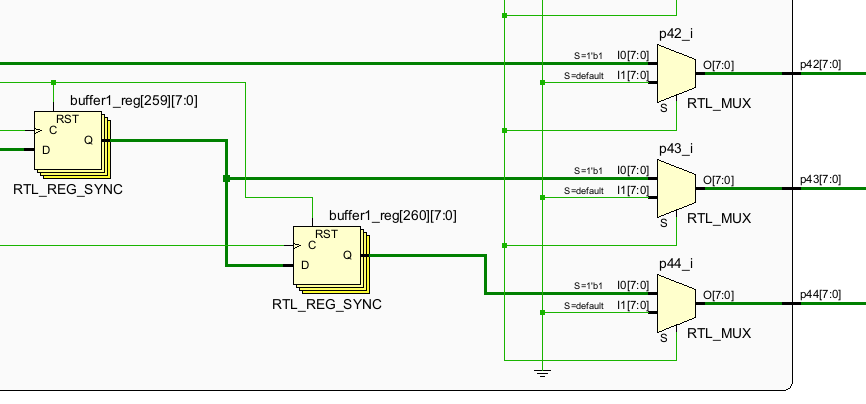 p42_i
S=1'b1 I0[7:0]
S=default I1[7:0]
O[7:0]
p42[7:0]
S
RTL_MUX
buffer1_reg[259][7:0]
RST
C
D
Q
RTL_REG_SYNC
p43_i
S=1'b1 I0[7:0]
S=default I1[7:0]
O[7:0]
p43[7:0]
S
RTL_MUX
buffer1_reg[260][7:0]
RST
C
D
Q
RTL_REG_SYNC
p44_i
S=1'b1 I0[7:0]
S=default I1[7:0]
O[7:0]
p44[7:0]
S
RTL_MUX